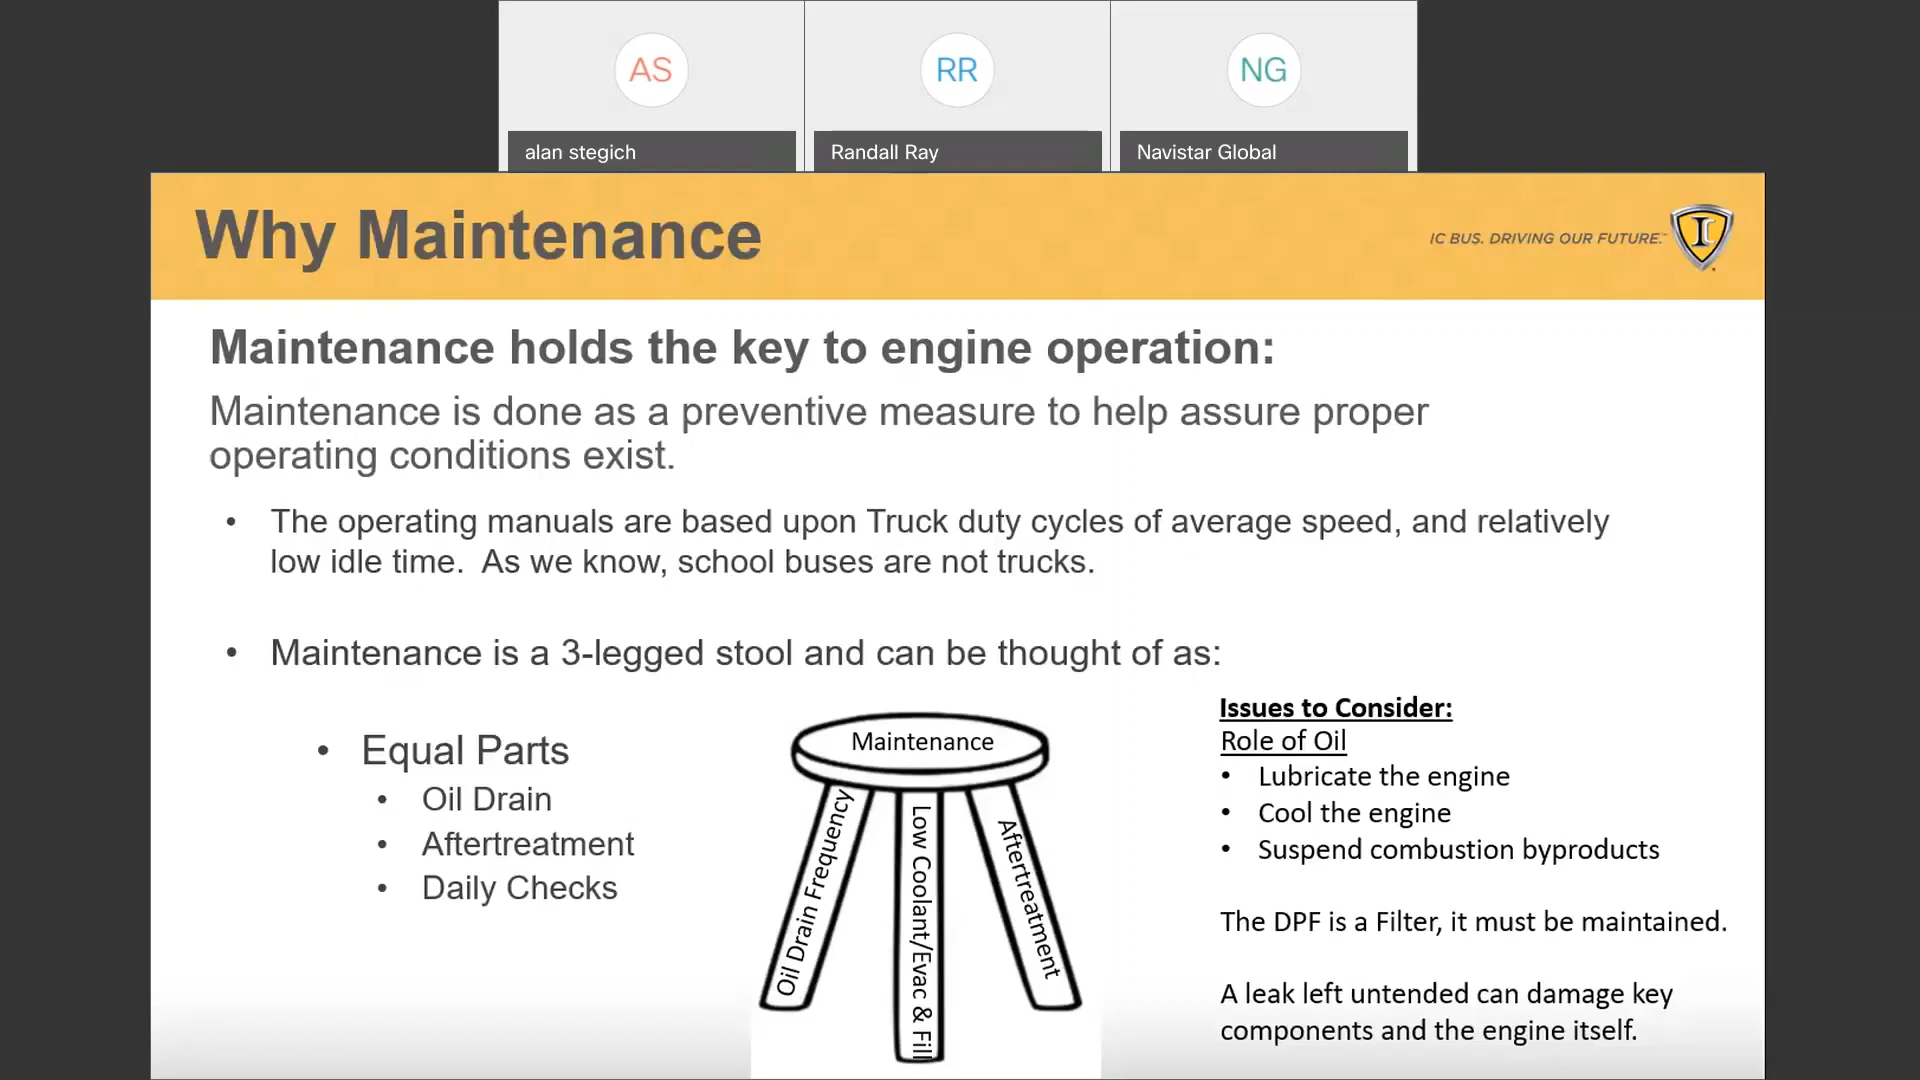 AS
RR
NG
alan stegich
Randall Ray
Navistar Global
Why Maintenance
IC BUS. DRIVING OUR FUTURE.™
Maintenance holds the key to engine operation:
Maintenance is done as a preventive measure to help assure proper
operating conditions exist.
• The operating manuals are based upon Truck duty cycles of average speed, and relatively
low idle time.  As we know, school buses are not trucks.
• Maintenance is a 3-legged stool and can be thought of as:
• Equal Parts
• Oil Drain
• Aftertreatment
• Daily Checks
Maintenance
Oil Drain Frequency
Low Coolant/Evac & Fill
Aftertreatment
Issues to Consider:
Role of Oil
• Lubricate the engine
• Cool the engine
• Suspend combustion byproducts
The DPF is a Filter, it must be maintained.
A leak left untended can damage key
components and the engine itself.